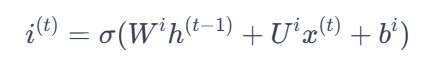 i^{(t)} = σ(W^i h^{(t-1)} + U^i x^{(t)} + b^i)